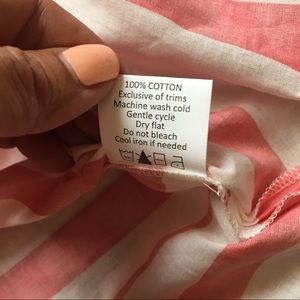 100% COTTON
Exclusive of trims
Machine wash cold
Gentle cycle
Dry flat
Do not bleach
Cool iron if needed